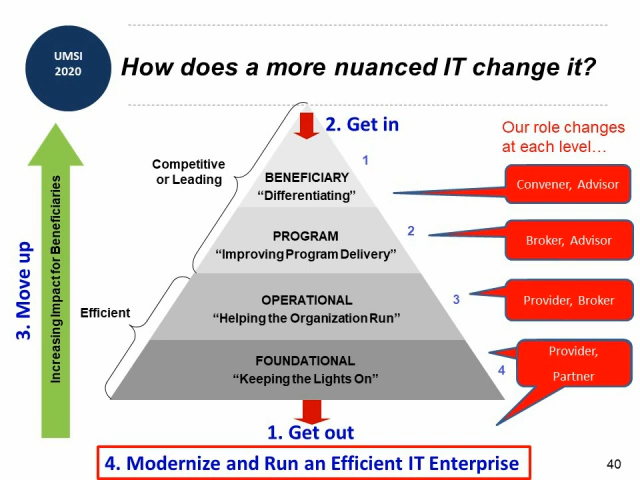 UMSI
2020
How does a more nuanced IT change it?
2. Get in
Our role changes
at each level…
Competitive
or Leading
1
BENEFICIARY
“Differentiating”
Convener, Advisor
2
PROGRAM
“Improving Program Delivery”
Broker, Advisor
3. Move up
Increasing Impact for Beneficiaries
Efficient
3
OPERATIONAL
“Helping the Organization Run”
Provider, Broker
4
FOUNDATIONAL
“Keeping the Lights On”
Provider,
Partner
1. Get out
4. Modernize and Run an Efficient IT Enterprise
40